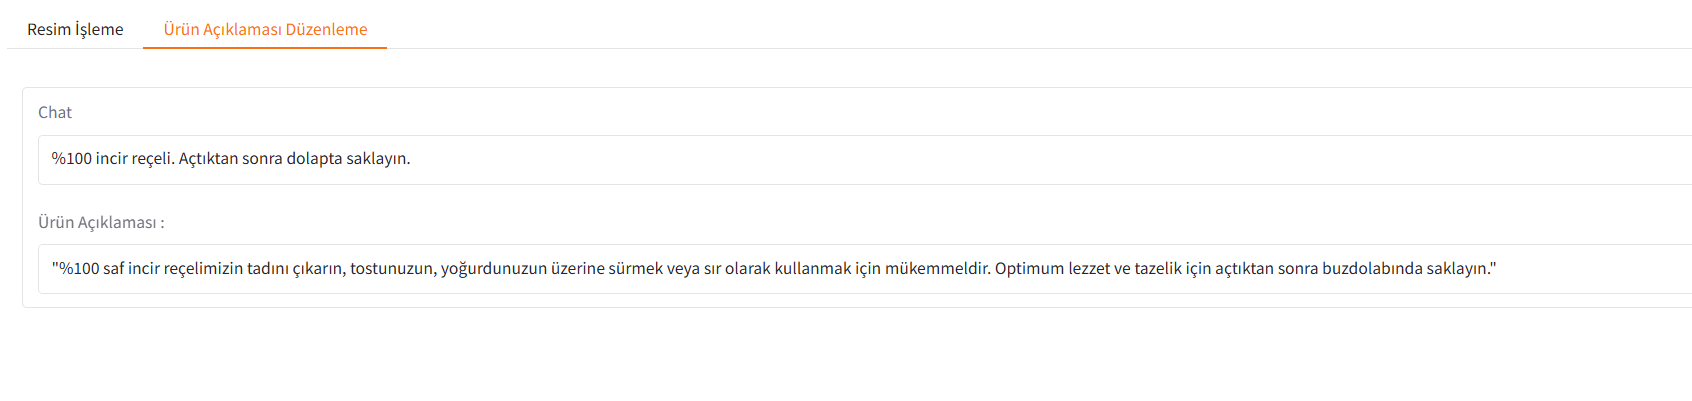 Resim İşleme
Ürün Açıklaması Düzenleme
Chat
%100 incir reçeli. Açtıktan sonra dolapta saklayın.
Ürün Açıklaması :
"%100 saf incir reçelimizin tadını çıkarın, tostunuzun, yoğurdunuzun üzerine sürmek veya sır olarak kullanmak için mükemmeldir. Optimum lezzet ve tazelik için açtıktan sonra buzdolabında saklayın."